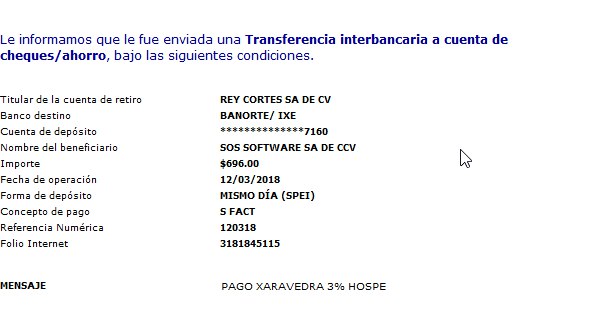 Le informamos que le fue enviada una Transferencia interbancaria a cuenta de
cheques/ahorro, bajo las siguientes condiciones.
Titular de la cuenta de retiro REY CORTES SA DE CV
Banco destino BANORTE/ IXE
Cuenta de depósito **************7160
Nombre del beneficiario SOS SOFTWARE SA DE CCV
Importe $696.00
Fecha de operación 12/03/2018
Forma de depósito MISMO DÍA (SPEI)
Concepto de pago S FACT
Referencia Numérica 120318
Folio Internet 3181845115
MENSAJE PAGO XARAVEDRA 3% HOSPE